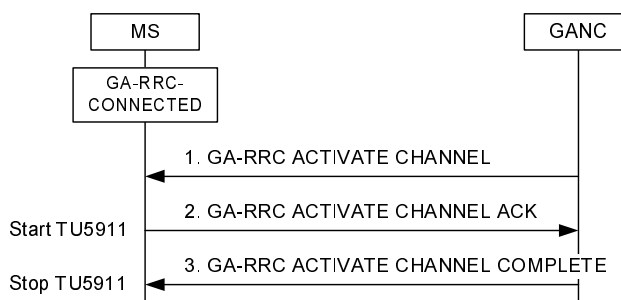 MS
GANC
GA-RRC-
CONNECTED
1. GA-RRC ACTIVATE CHANNEL
2. GA-RRC ACTIVATE CHANNEL ACK
Start TU5911
3. GA-RRC ACTIVATE CHANNEL COMPLETE
Stop TU5911